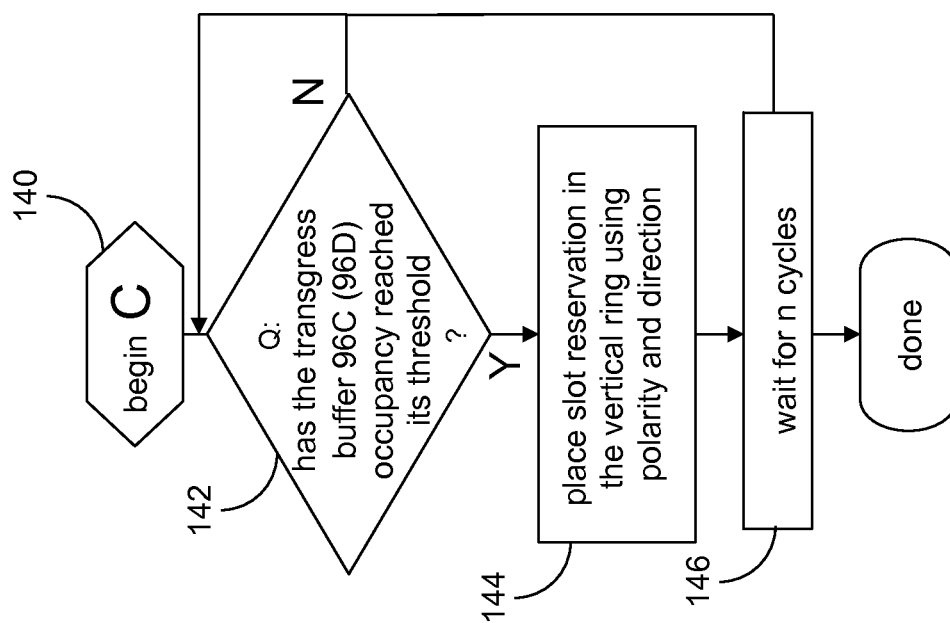 140
begin C
Q:
has the transgress
buffer 96C (96D)
occupancy reached
its threshold
?
N
142
Y
place slot reservation in
the vertical ring using
polarity and direction
144
wait for n cycles
146
done